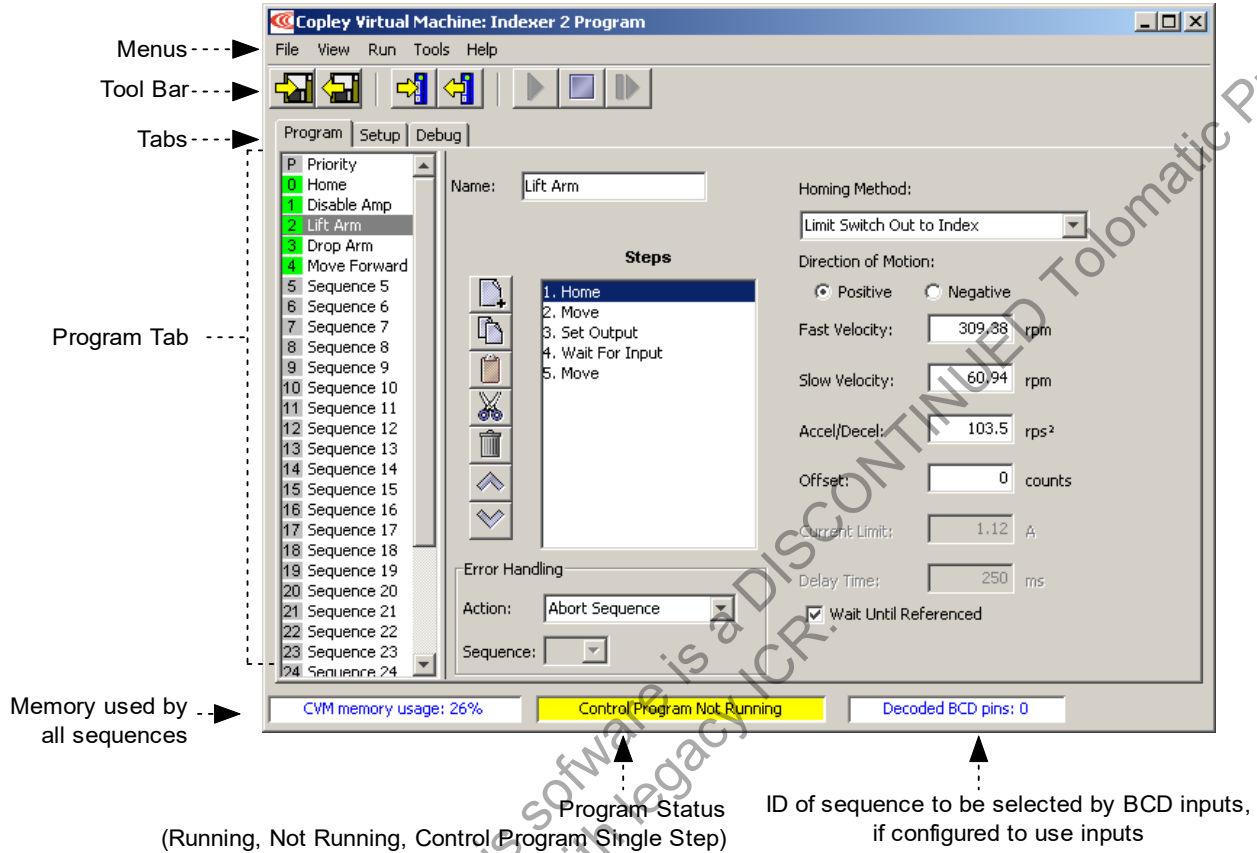 Copley Virtual Machine: Indexer 2 Program
Menus
File View Run Tools Help
Tool Bar
Tabs
Program Setup Debug
Program Tab
P Priority
0 Home
1 Disable Amp
2 Lift Arm
3 Drop Arm
4 Move Forward
5 Sequence 5
6 Sequence 6
7 Sequence 7
8 Sequence 8
9 Sequence 9
10 Sequence 10
11 Sequence 11
12 Sequence 12
13 Sequence 13
14 Sequence 14
15 Sequence 15
16 Sequence 16
17 Sequence 17
18 Sequence 18
19 Sequence 19
20 Sequence 20
21 Sequence 21
22 Sequence 22
23 Sequence 23
24 Sequence 24
Name: Lift Arm
Steps
1. Home
2. Move
3. Set Output
4. Wait For Input
5. Move
Error Handling
Action: Abort Sequence
Sequence:
Homing Method:
Limit Switch Out to Index
Direction of Motion:
Positive Negative
Fast Velocity: 309.38 rpm
Slow Velocity: 60.94 rpm
Accel/Decel: 103.5 rps²
Offset: 0 counts
Current Limit: 1.12 A
Delay Time: 250 ms
Wait Until Referenced
Memory used by
all sequences
CVM memory usage: 26%
Control Program Not Running
Decoded BCD pins: 0
Program Status
(Running, Not Running, Control Program Single Step)
ID of sequence to be selected by BCD inputs,
if configured to use inputs
is sofware is a DISCONTINUED Tolomatic
ith legacy ICR.